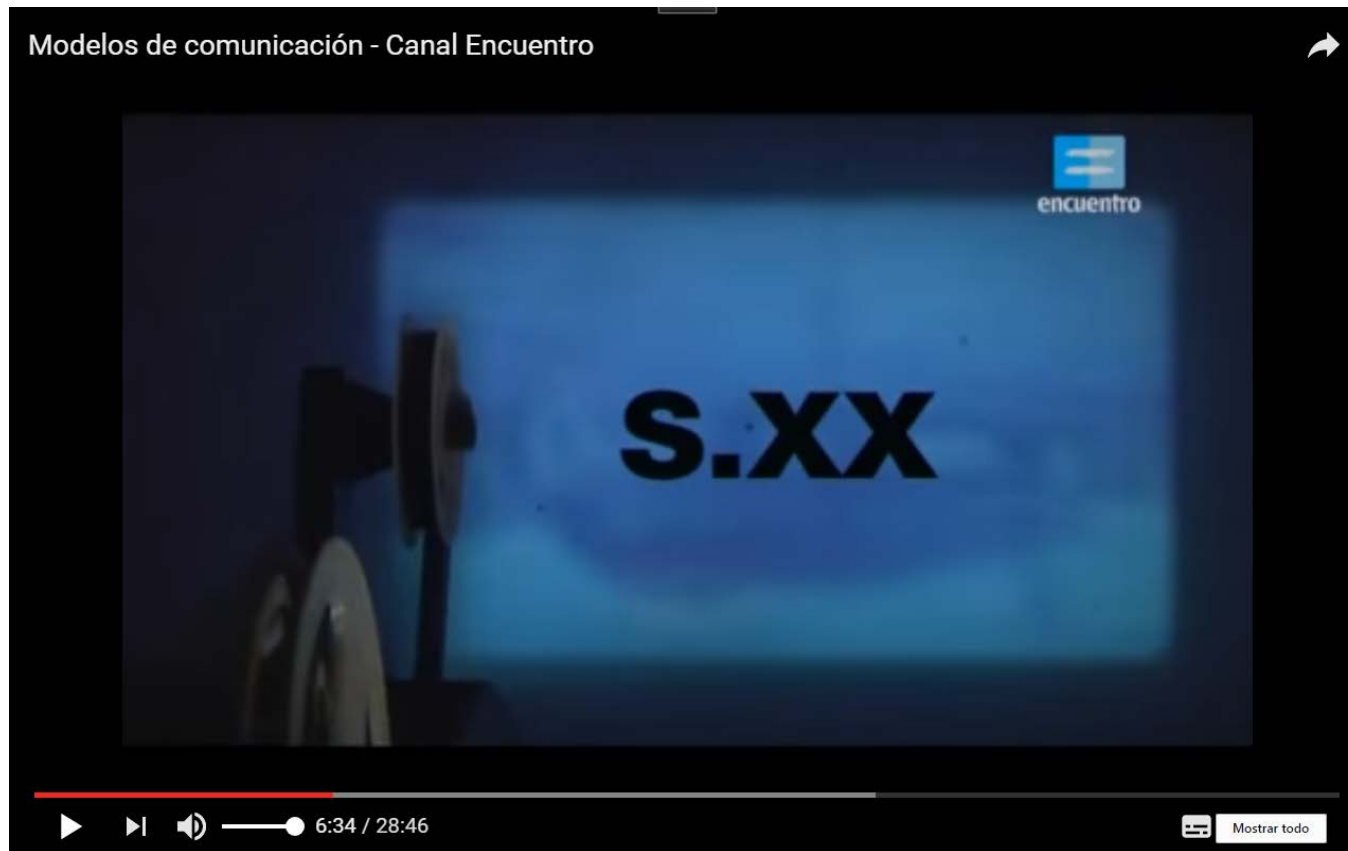 Modelos de comunicación - Canal Encuentro
encuentro
s.xx
6:34 / 28:46
Mostrar todo